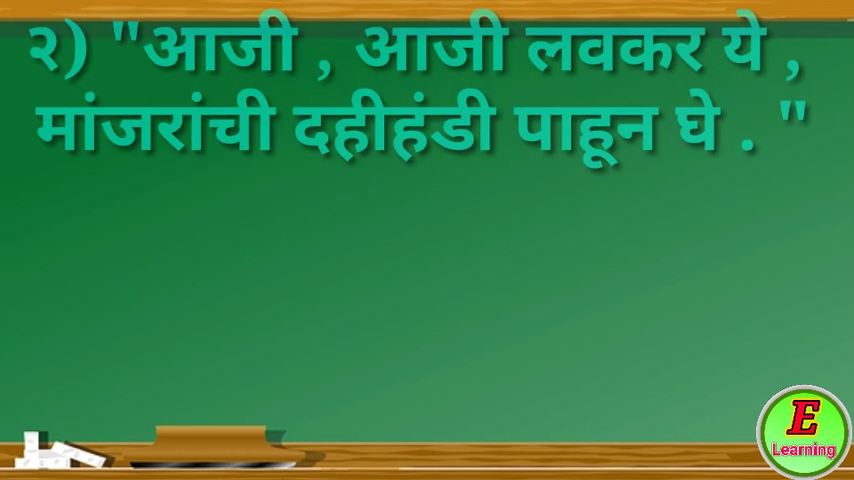 २) "आजी , आजी लवकर ये ,
मांजरांची दहीहंडी पाहून घे . "
E
Learning